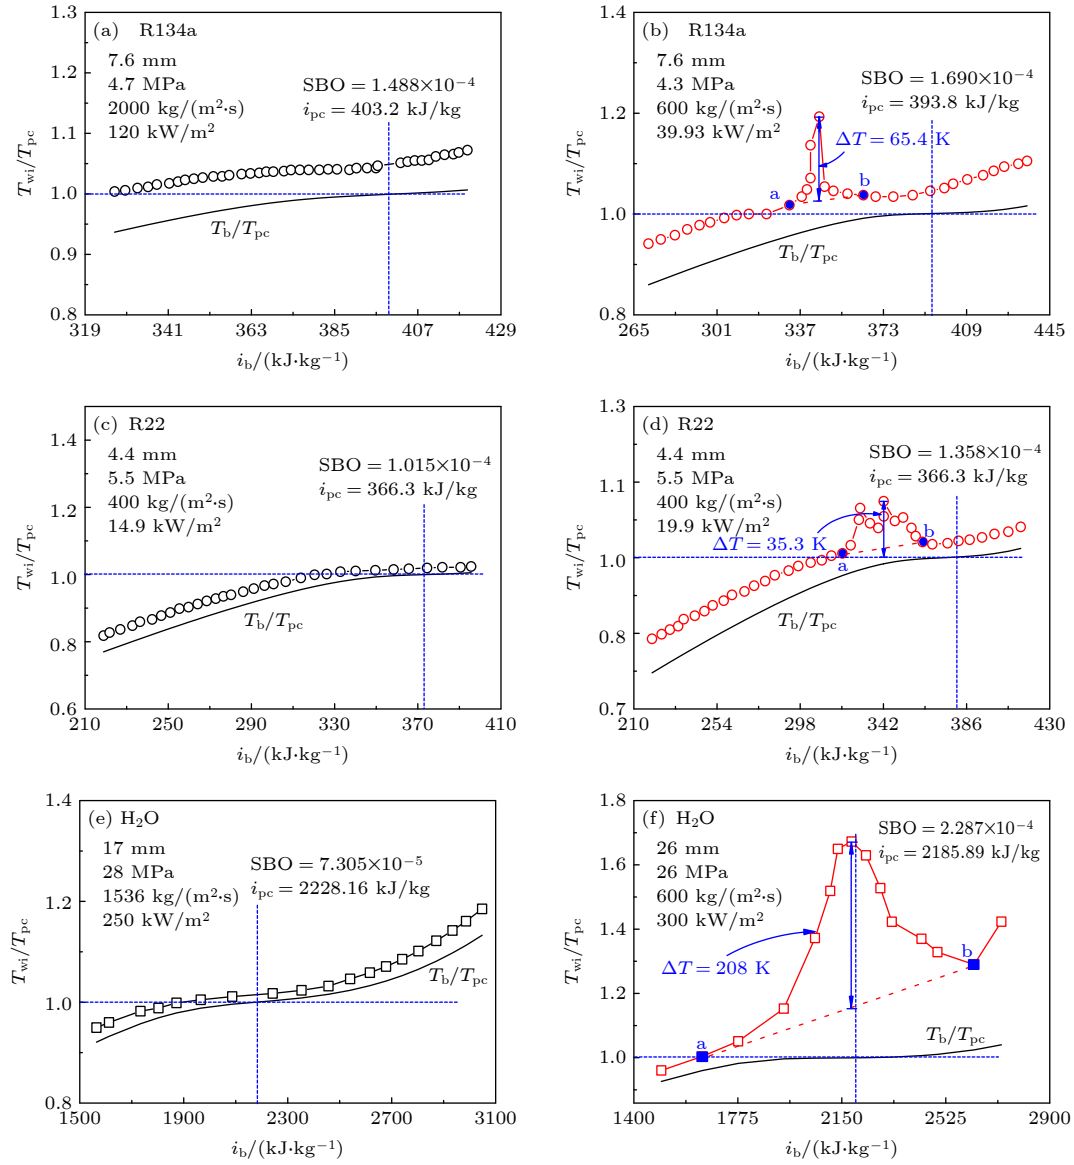 (a) R134a
7.6 mm
4.7 MPa
2000 kg/(m²·s)
120 kW/m²
SBO = 1.488×10⁻⁴
i_pc = 403.2 kJ/kg
T_b/T_pc
T_wi/T_pc
1.3
1.2
1.1
1.0
0.9
0.8
319 341 363 385 407 429
i_b/(kJ·kg⁻¹)
(b) R134a
7.6 mm
4.3 MPa
600 kg/(m²·s)
39.93 kW/m²
SBO = 1.690×10⁻⁴
i_pc = 393.8 kJ/kg
ΔT = 65.4 K
a
b
T_b/T_pc
T_wi/T_pc
1.4
1.2
1.0
0.8
265 301 337 373 409 445
i_b/(kJ·kg⁻¹)
(c) R22
4.4 mm
5.5 MPa
400 kg/(m²·s)
14.9 kW/m²
SBO = 1.015×10⁻⁴
i_pc = 366.3 kJ/kg
T_b/T_pc
T_wi/T_pc
1.4
1.2
1.0
0.8
0.6
210 250 290 330 370 410
i_b/(kJ·kg⁻¹)
(d) R22
4.4 mm
5.5 MPa
400 kg/(m²·s)
19.9 kW/m²
SBO = 1.358×10⁻⁴
i_pc = 366.3 kJ/kg
ΔT = 35.3 K
a
b
T_b/T_pc
T_wi/T_pc
1.3
1.1
1.0
0.9
0.7
210 254 298 342 386 430
i_b/(kJ·kg⁻¹)
(e) H₂O
17 mm
28 MPa
1536 kg/(m²·s)
250 kW/m²
SBO = 7.305×10⁻⁵
i_pc = 2228.16 kJ/kg
T_b/T_pc
T_wi/T_pc
1.4
1.2
1.0
0.8
1500 1900 2300 2700 3100
i_b/(kJ·kg⁻¹)
(f) H₂O
26 mm
26 MPa
600 kg/(m²·s)
300 kW/m²
SBO = 2.287×10⁻⁴
i_pc = 2185.89 kJ/kg
ΔT = 208 K
a
b
T_b/T_pc
T_wi/T_pc
1.8
1.6
1.4
1.2
1.0
1400 1775 2150 2525 2900
i_b/(kJ·kg⁻¹)